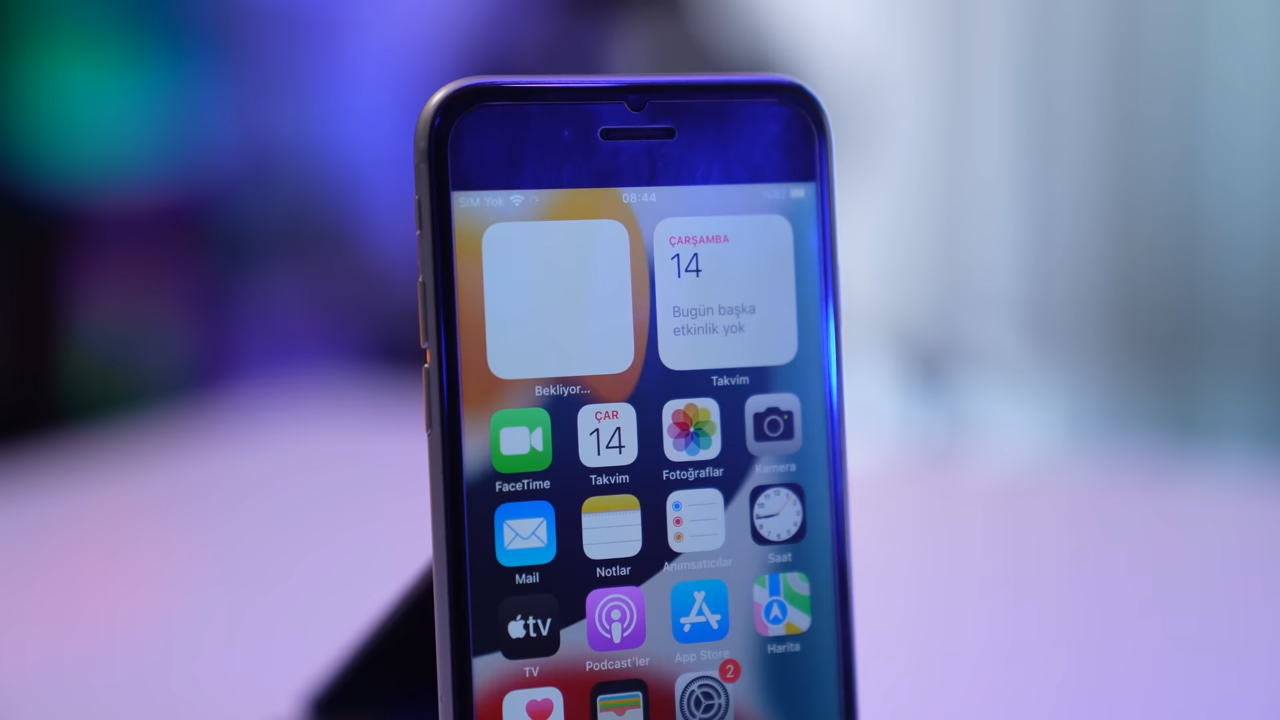 SIM Yok
08:44
ÇARŞAMBA
14
Bugün başka
etkinlik yok
Bekliyor...
Takvim
ÇAR
14
FaceTime
Takvim
Fotoğraflar
Kamera
Mail
Notlar
Anımsatıcılar
Saat
tv
TV
Podcast'ler
App Store
Harita
2